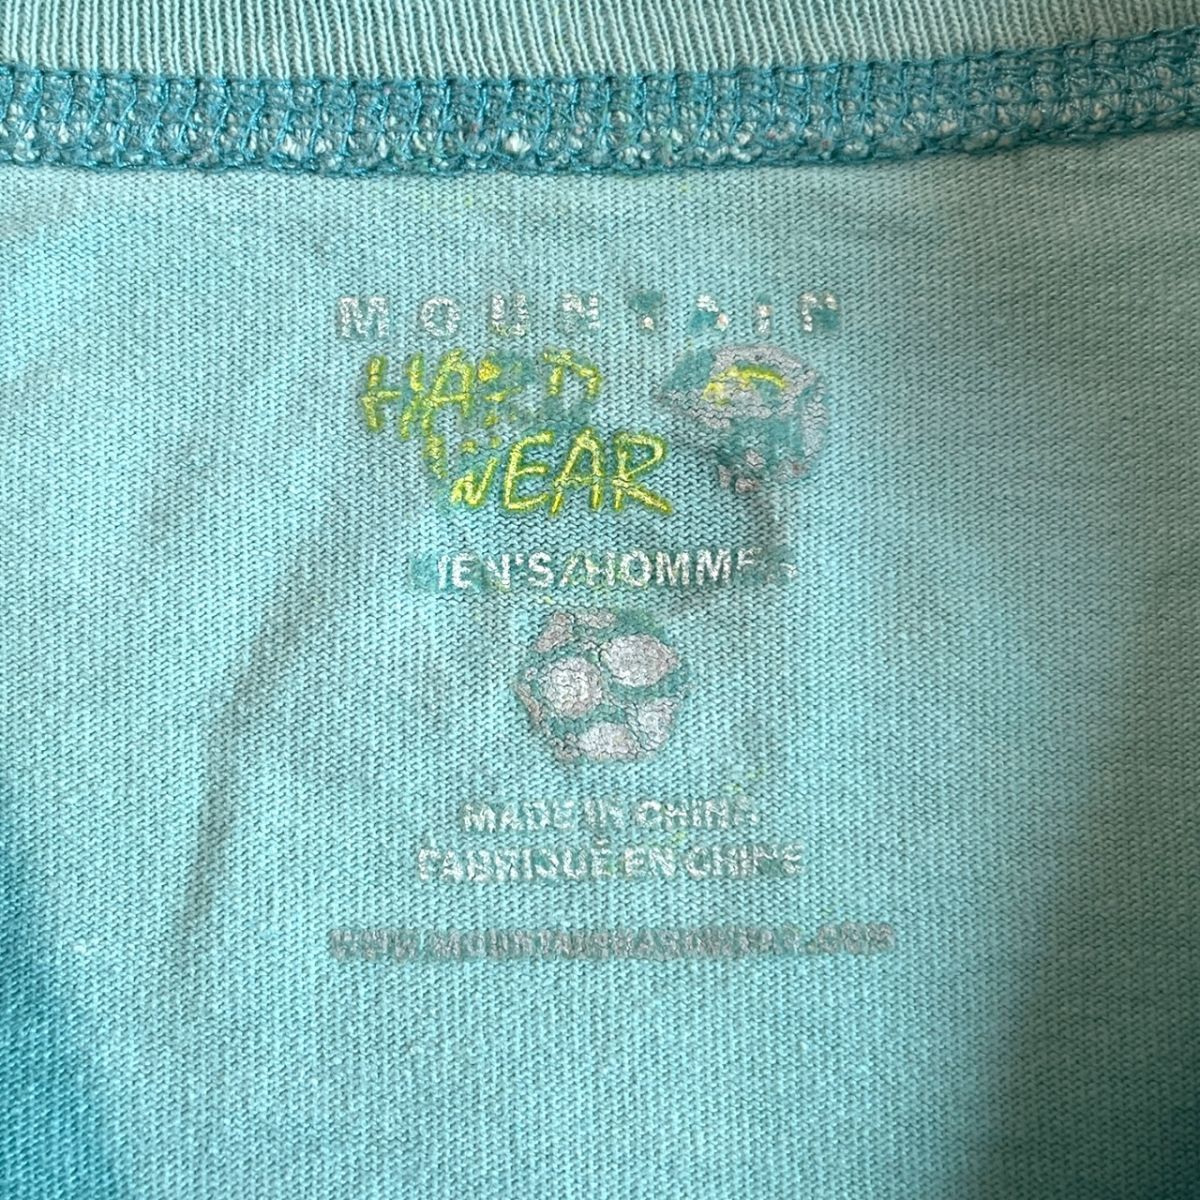 MOUNTAIN
HARD
WEAR
MEN'S/HOMMES
MADE IN CHINA
FABRIQUÉ EN CHINE